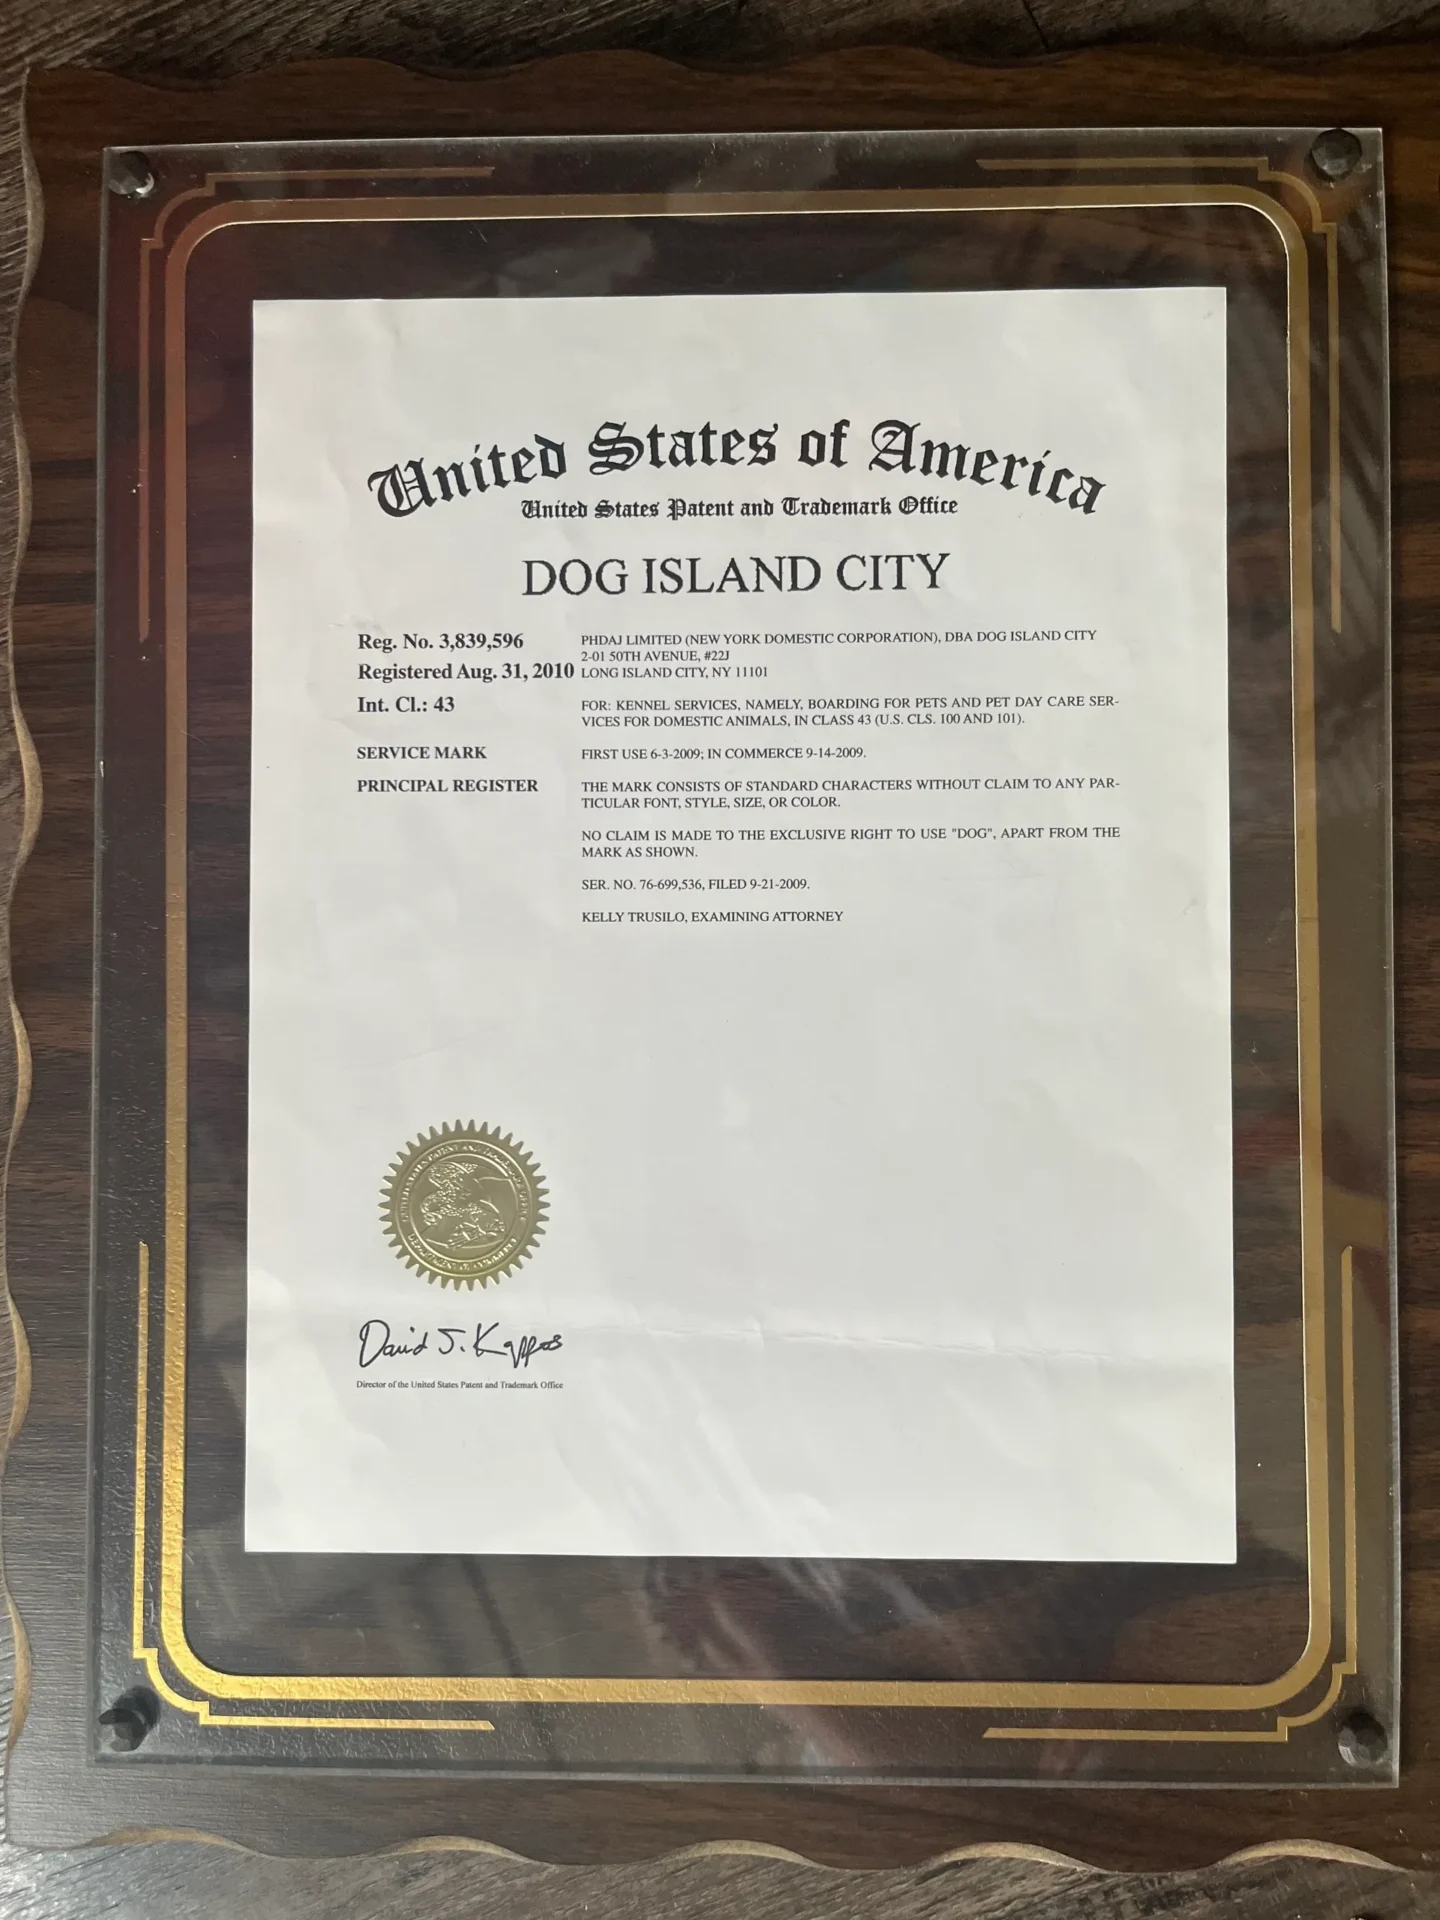 United States of America
United States Patent and Trademark Office
DOG ISLAND CITY
Reg. No. 3,839,596
Registered Aug. 31, 2010
Int. Cl.: 43
SERVICE MARK
PRINCIPAL REGISTER
PHDAJ LIMITED (NEW YORK DOMESTIC CORPORATION), DBA DOG ISLAND CITY
2-01 50TH AVENUE, #22J
LONG ISLAND CITY, NY 11101
FOR: KENNEL SERVICES, NAMELY, BOARDING FOR PETS AND PET DAY CARE SER-
VICES FOR DOMESTIC ANIMALS, IN CLASS 43 (U.S. CLS. 100 AND 101).
FIRST USE 6-3-2009; IN COMMERCE 9-14-2009.
THE MARK CONSISTS OF STANDARD CHARACTERS WITHOUT CLAIM TO ANY PAR-
TICULAR FONT, STYLE, SIZE, OR COLOR.
NO CLAIM IS MADE TO THE EXCLUSIVE RIGHT TO USE "DOG", APART FROM THE
MARK AS SHOWN.
SER. NO. 76-699,536, FILED 9-21-2009.
KELLY TRUSILO, EXAMINING ATTORNEY
David J. Kappos
Director of the United States Patent and Trademark Office